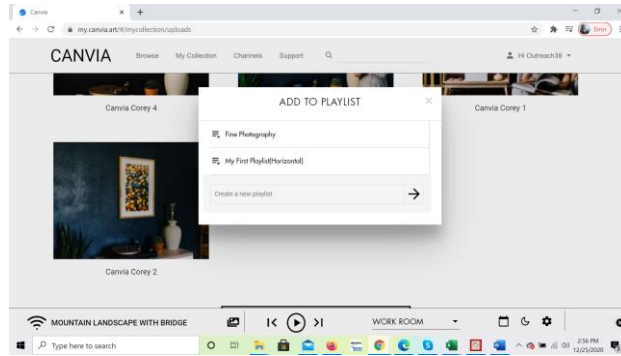 Canvia
my.canvia.art/#/mycollection/uploads
Error
CANVIA
Browse
My Collection
Channels
Support
Hi Outreach38
Canvia Corey 4
Canvia Corey 1
ADD TO PLAYLIST
Fine Photography
My First Playlist(Horizontal)
Create a new playlist
Canvia Corey 2
MOUNTAIN LANDSCAPE WITH BRIDGE
WORK ROOM
Type here to search
2:56 PM
12/25/2020